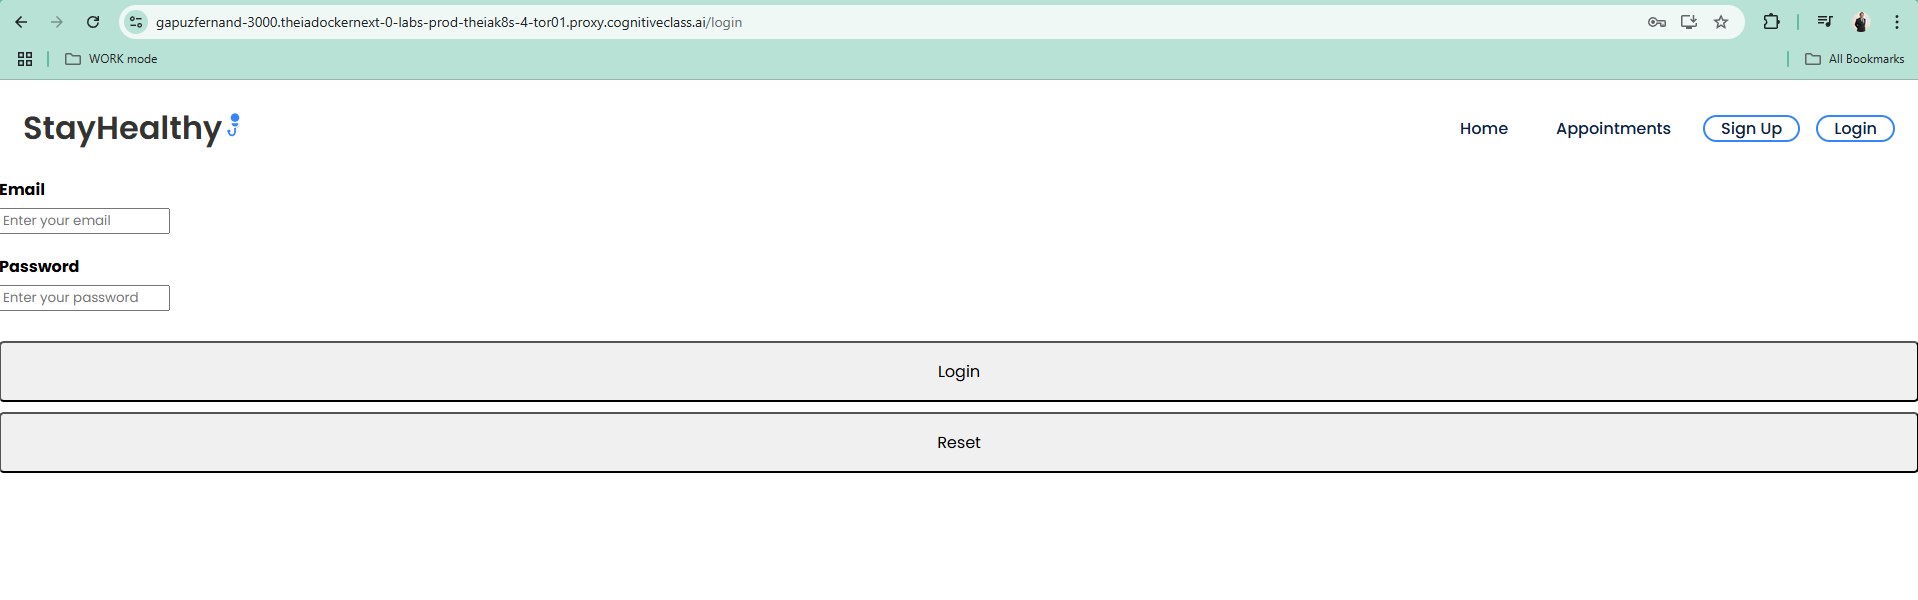 gapuzfernand-3000.theiadockernext-0-labs-prod-theiak8s-4-tor01.proxy.cognitiveclass.ai/login
WORK mode
All Bookmarks
StayHealthy
Home
Appointments
Sign Up
Login
Email
Enter your email
Password
Enter your password
Login
Reset